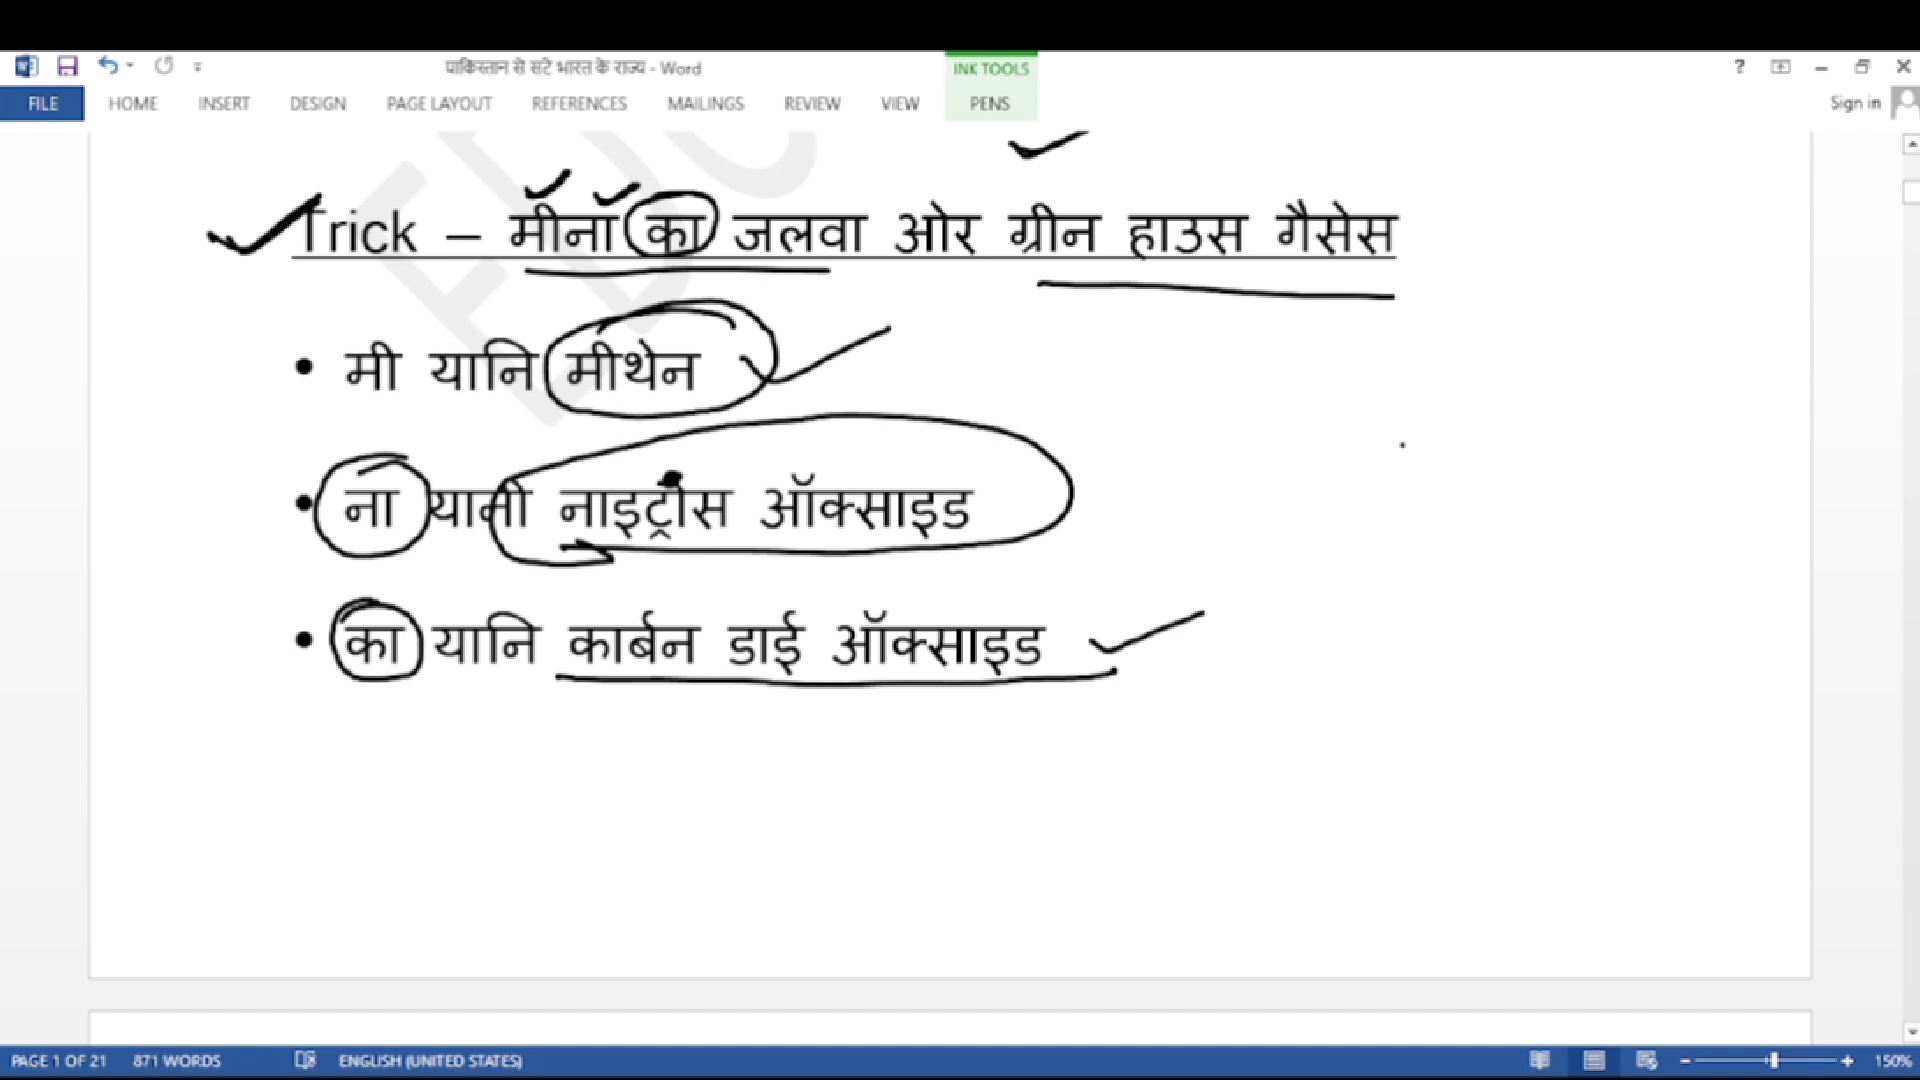 पाकिस्तान से सटे भारत के राज्य - Word
INK TOOLS
FILE HOME INSERT DESIGN PAGE LAYOUT REFERENCES MAILINGS REVIEW VIEW PENS
Sign in
Trick – मीना का जलवा ओर ग्रीन हाउस गैसेस
• मी यानि मीथेन
• ना यानी नाइट्रीस ऑक्साइड
• का यानि कार्बन डाई ऑक्साइड
PAGE 1 OF 21 871 WORDS ENGLISH (UNITED STATES) 150%